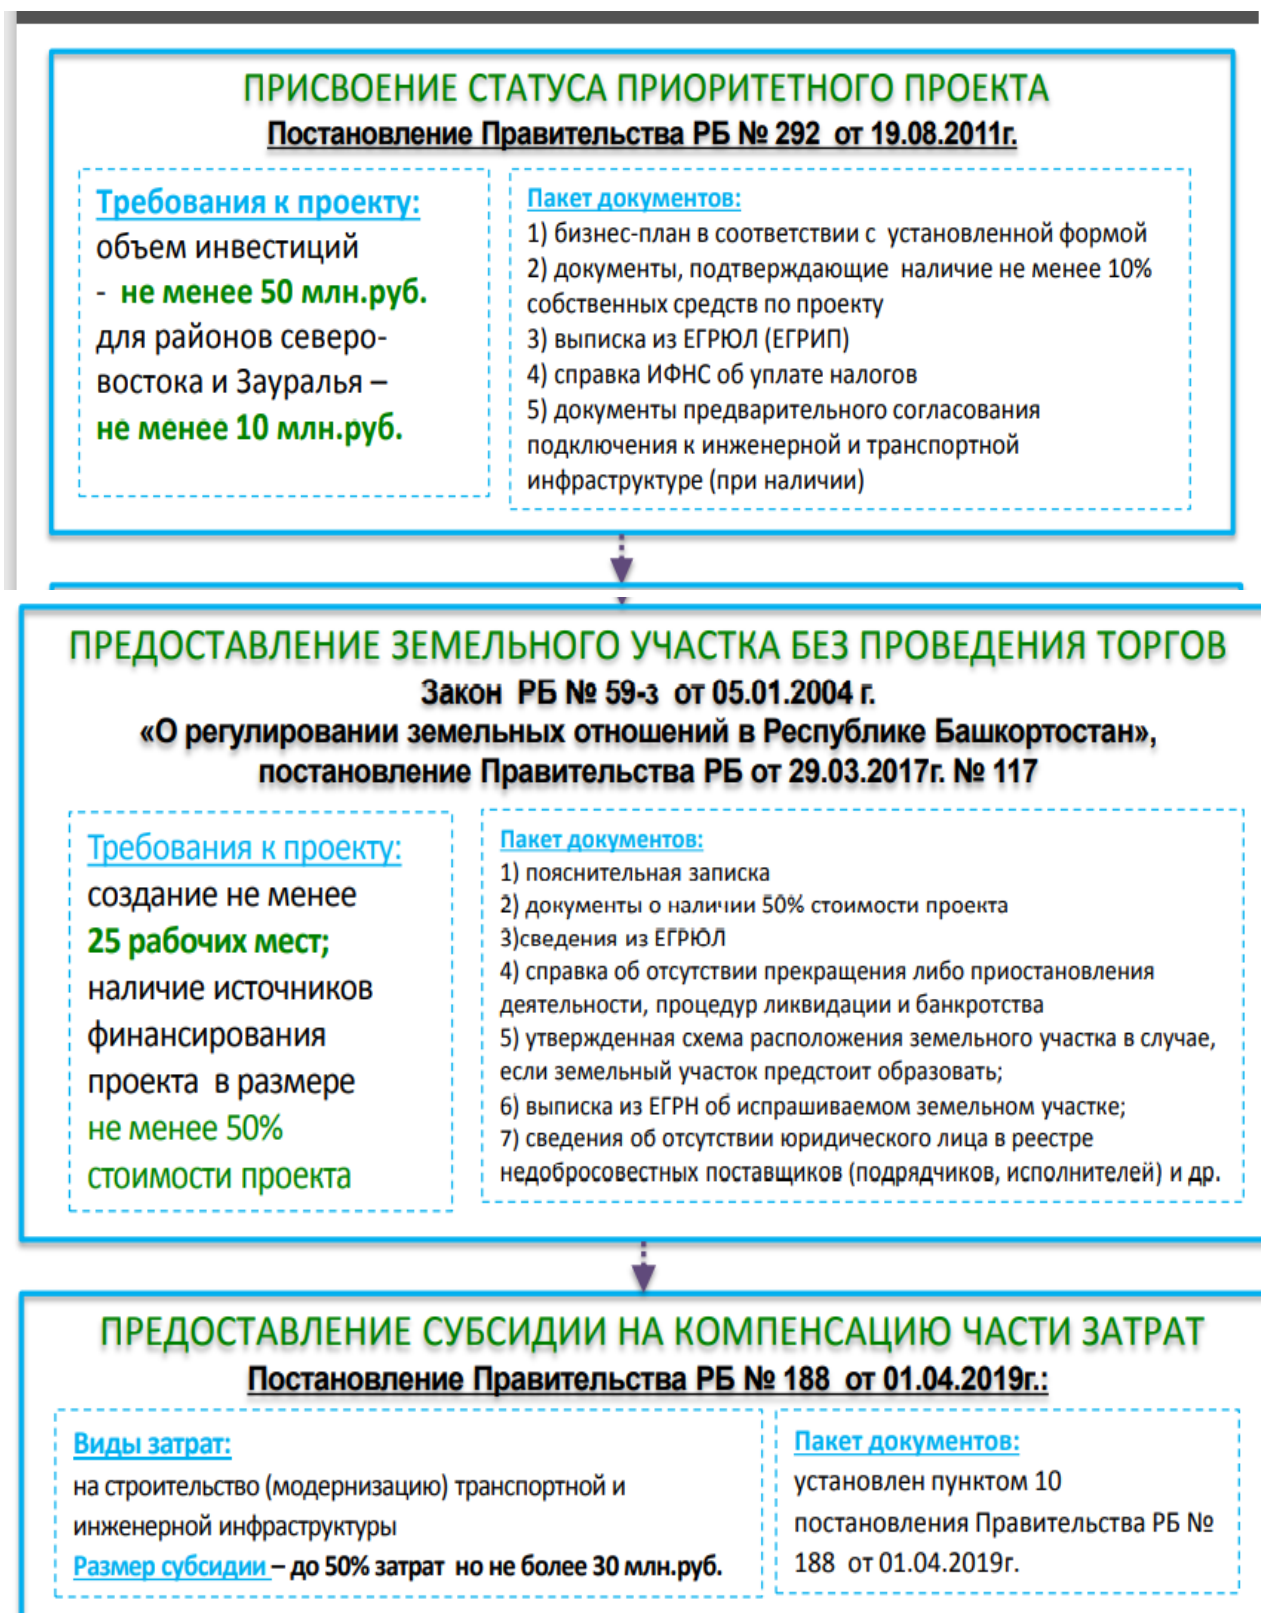 ПРИСВОЕНИЕ СТАТУСА ПРИОРИТЕТНОГО ПРОЕКТА
Постановление Правительства РБ № 292 от 19.08.2011г.
Требования к проекту:
объем инвестиций
- не менее 50 млн.руб.
для районов северо-
востока и Зауралья –
не менее 10 млн.руб.
Пакет документов:
1) бизнес-план в соответствии с установленной формой
2) документы, подтверждающие наличие не менее 10%
собственных средств по проекту
3) выписка из ЕГРЮЛ (ЕГРИП)
4) справка ИФНС об уплате налогов
5) документы предварительного согласования
подключения к инженерной и транспортной
инфраструктуре (при наличии)
ПРЕДОСТАВЛЕНИЕ ЗЕМЕЛЬНОГО УЧАСТКА БЕЗ ПРОВЕДЕНИЯ ТОРГОВ
Закон РБ № 59-з от 05.01.2004 г.
«О регулировании земельных отношений в Республике Башкортостан»,
постановление Правительства РБ от 29.03.2017г. № 117
Требования к проекту:
создание не менее
25 рабочих мест;
наличие источников
финансирования
проекта в размере
не менее 50%
стоимости проекта
Пакет документов:
1) пояснительная записка
2) документы о наличии 50% стоимости проекта
3)сведения из ЕГРЮЛ
4) справка об отсутствии прекращения либо приостановления
деятельности, процедур ликвидации и банкротства
5) утвержденная схема расположения земельного участка в случае,
если земельный участок предстоит образовать;
6) выписка из ЕГРН об испрашиваемом земельном участке;
7) сведения об отсутствии юридического лица в реестре
недобросовестных поставщиков (подрядчиков, исполнителей) и др.
ПРЕДОСТАВЛЕНИЕ СУБСИДИИ НА КОМПЕНСАЦИЮ ЧАСТИ ЗАТРАТ
Постановление Правительства РБ № 188 от 01.04.2019г.:
Виды затрат:
на строительство (модернизацию) транспортной и
инженерной инфраструктуры
Размер субсидии – до 50% затрат но не более 30 млн.руб.
Пакет документов:
установлен пунктом 10
постановления Правительства РБ №
188 от 01.04.2019г.